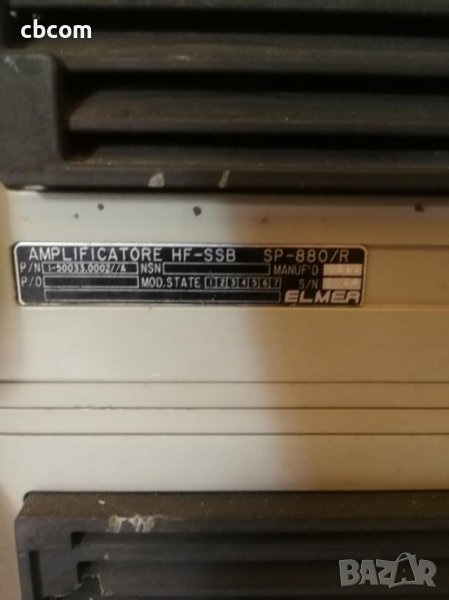 cbcom
AMPLIFICATORE HF-SSB SP-880/R
P/N 1-50033.0002//A NSN MANUF'D
P/O MOD.STATE 1 2 3 4 5 6 7 S/N
ELMER
BAZAR